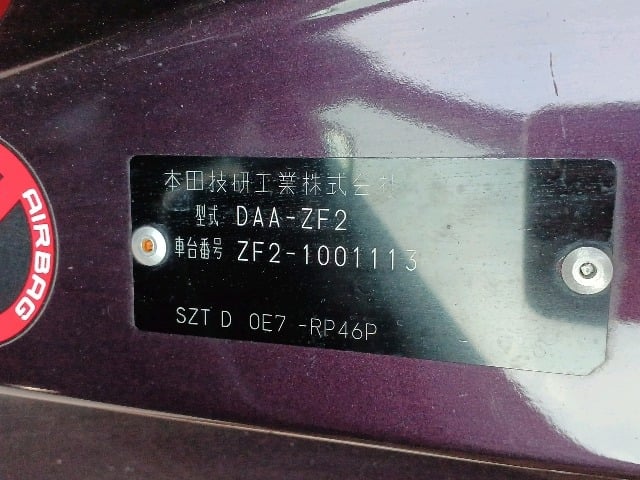 本田技研工業株式会社
型式 DAA-ZF2
車台番号 ZF2-1001113
SZT D 0E7 -RP46P
AIRBAG